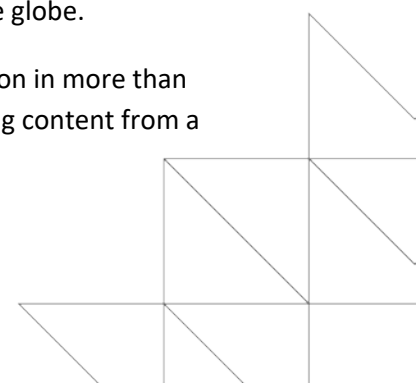 e globe.
on in more than
g content from a